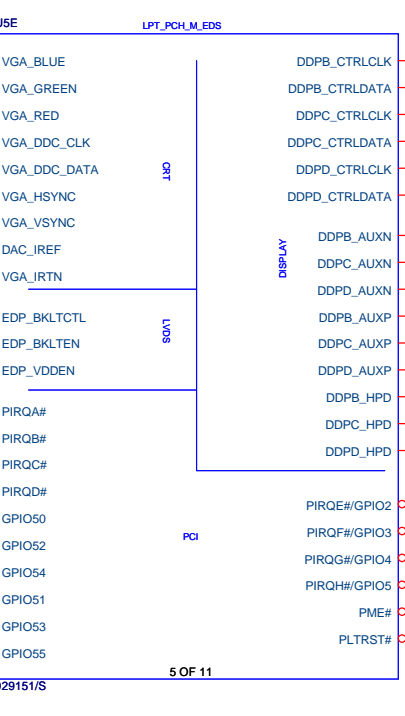 U5E
LPT_PCH_M_EDS
VGA_BLUE
VGA_GREEN
VGA_RED
VGA_DDC_CLK
VGA_DDC_DATA
VGA_HSYNC
VGA_VSYNC
DAC_IREF
VGA_IRTN
CRT
EDP_BKLTCTL
EDP_BKLTEN
EDP_VDDEN
LVDS
PIRQA#
PIRQB#
PIRQC#
PIRQD#
GPIO50
GPIO52
GPIO54
GPIO51
GPIO53
GPIO55
PCI
DDPB_CTRLCLK
DDPB_CTRLDATA
DDPC_CTRLCLK
DDPC_CTRLDATA
DDPD_CTRLCLK
DDPD_CTRLDATA
DISPLAY
DDPB_AUXN
DDPC_AUXN
DDPD_AUXN
DDPB_AUXP
DDPC_AUXP
DDPD_AUXP
DDPB_HPD
DDPC_HPD
DDPD_HPD
PIRQE#/GPIO2
PIRQF#/GPIO3
PIRQG#/GPIO4
PIRQH#/GPIO5
PME#
PLTRST#
5 OF 11
029151/S